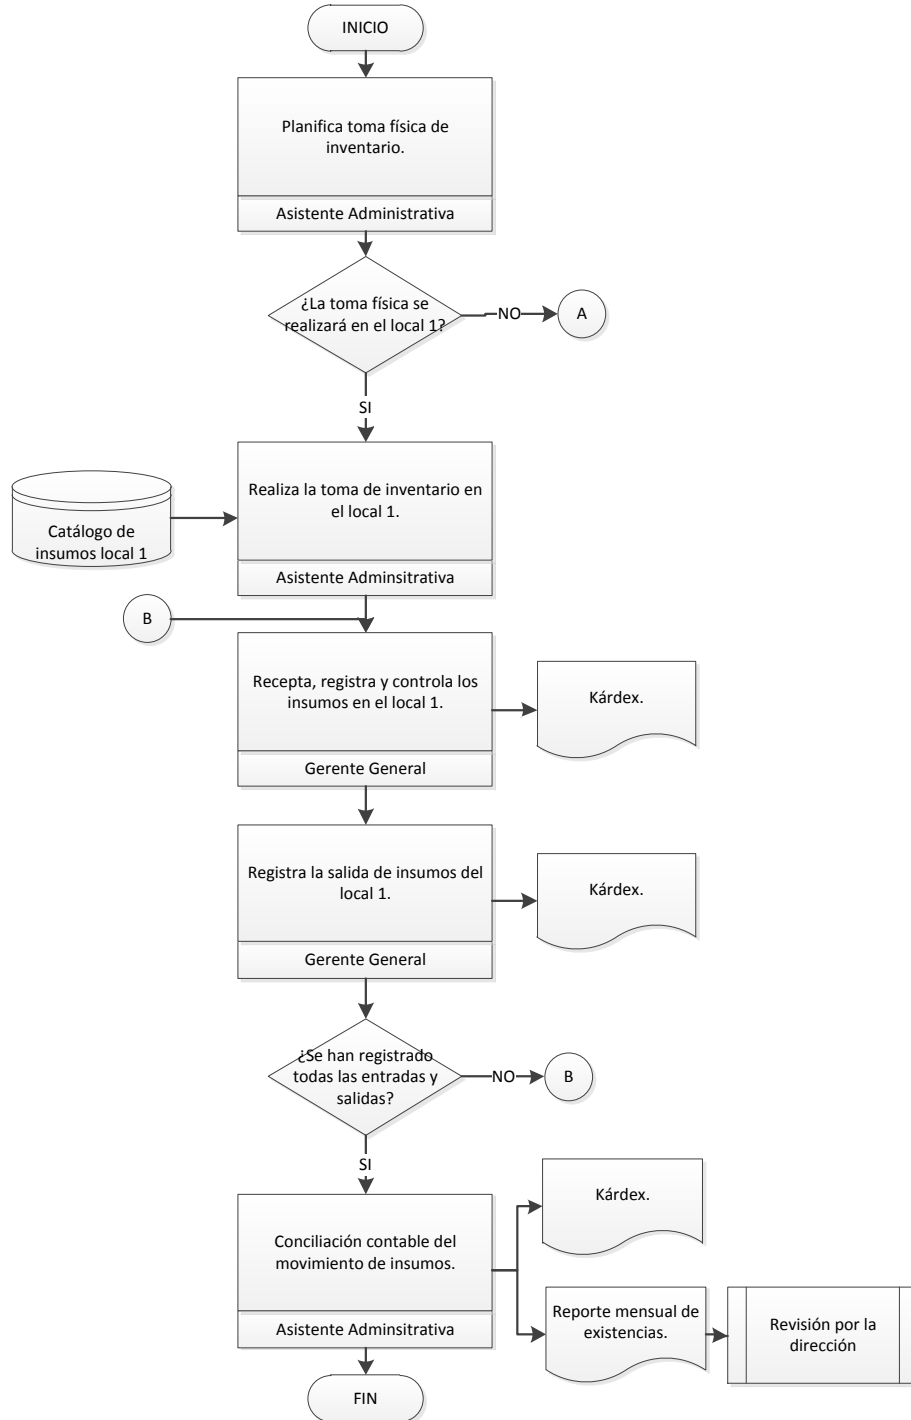 INICIO
Planifica toma física de
inventario.
Asistente Administrativa
¿La toma física se
realizará en el local 1?
NO
A
SI
Realiza la toma de inventario en
el local 1.
Catálogo de
insumos local 1
Asistente Adminsitrativa
B
Recepta, registra y controla los
insumos en el local 1.
Kárdex.
Gerente General
Registra la salida de insumos del
local 1.
Kárdex.
Gerente General
¿Se han registrado
todas las entradas y
salidas?
NO
B
SI
Kárdex.
Conciliación contable del
movimiento de insumos.
Asistente Adminsitrativa
Reporte mensual de
existencias.
Revisión por la
dirección
FIN